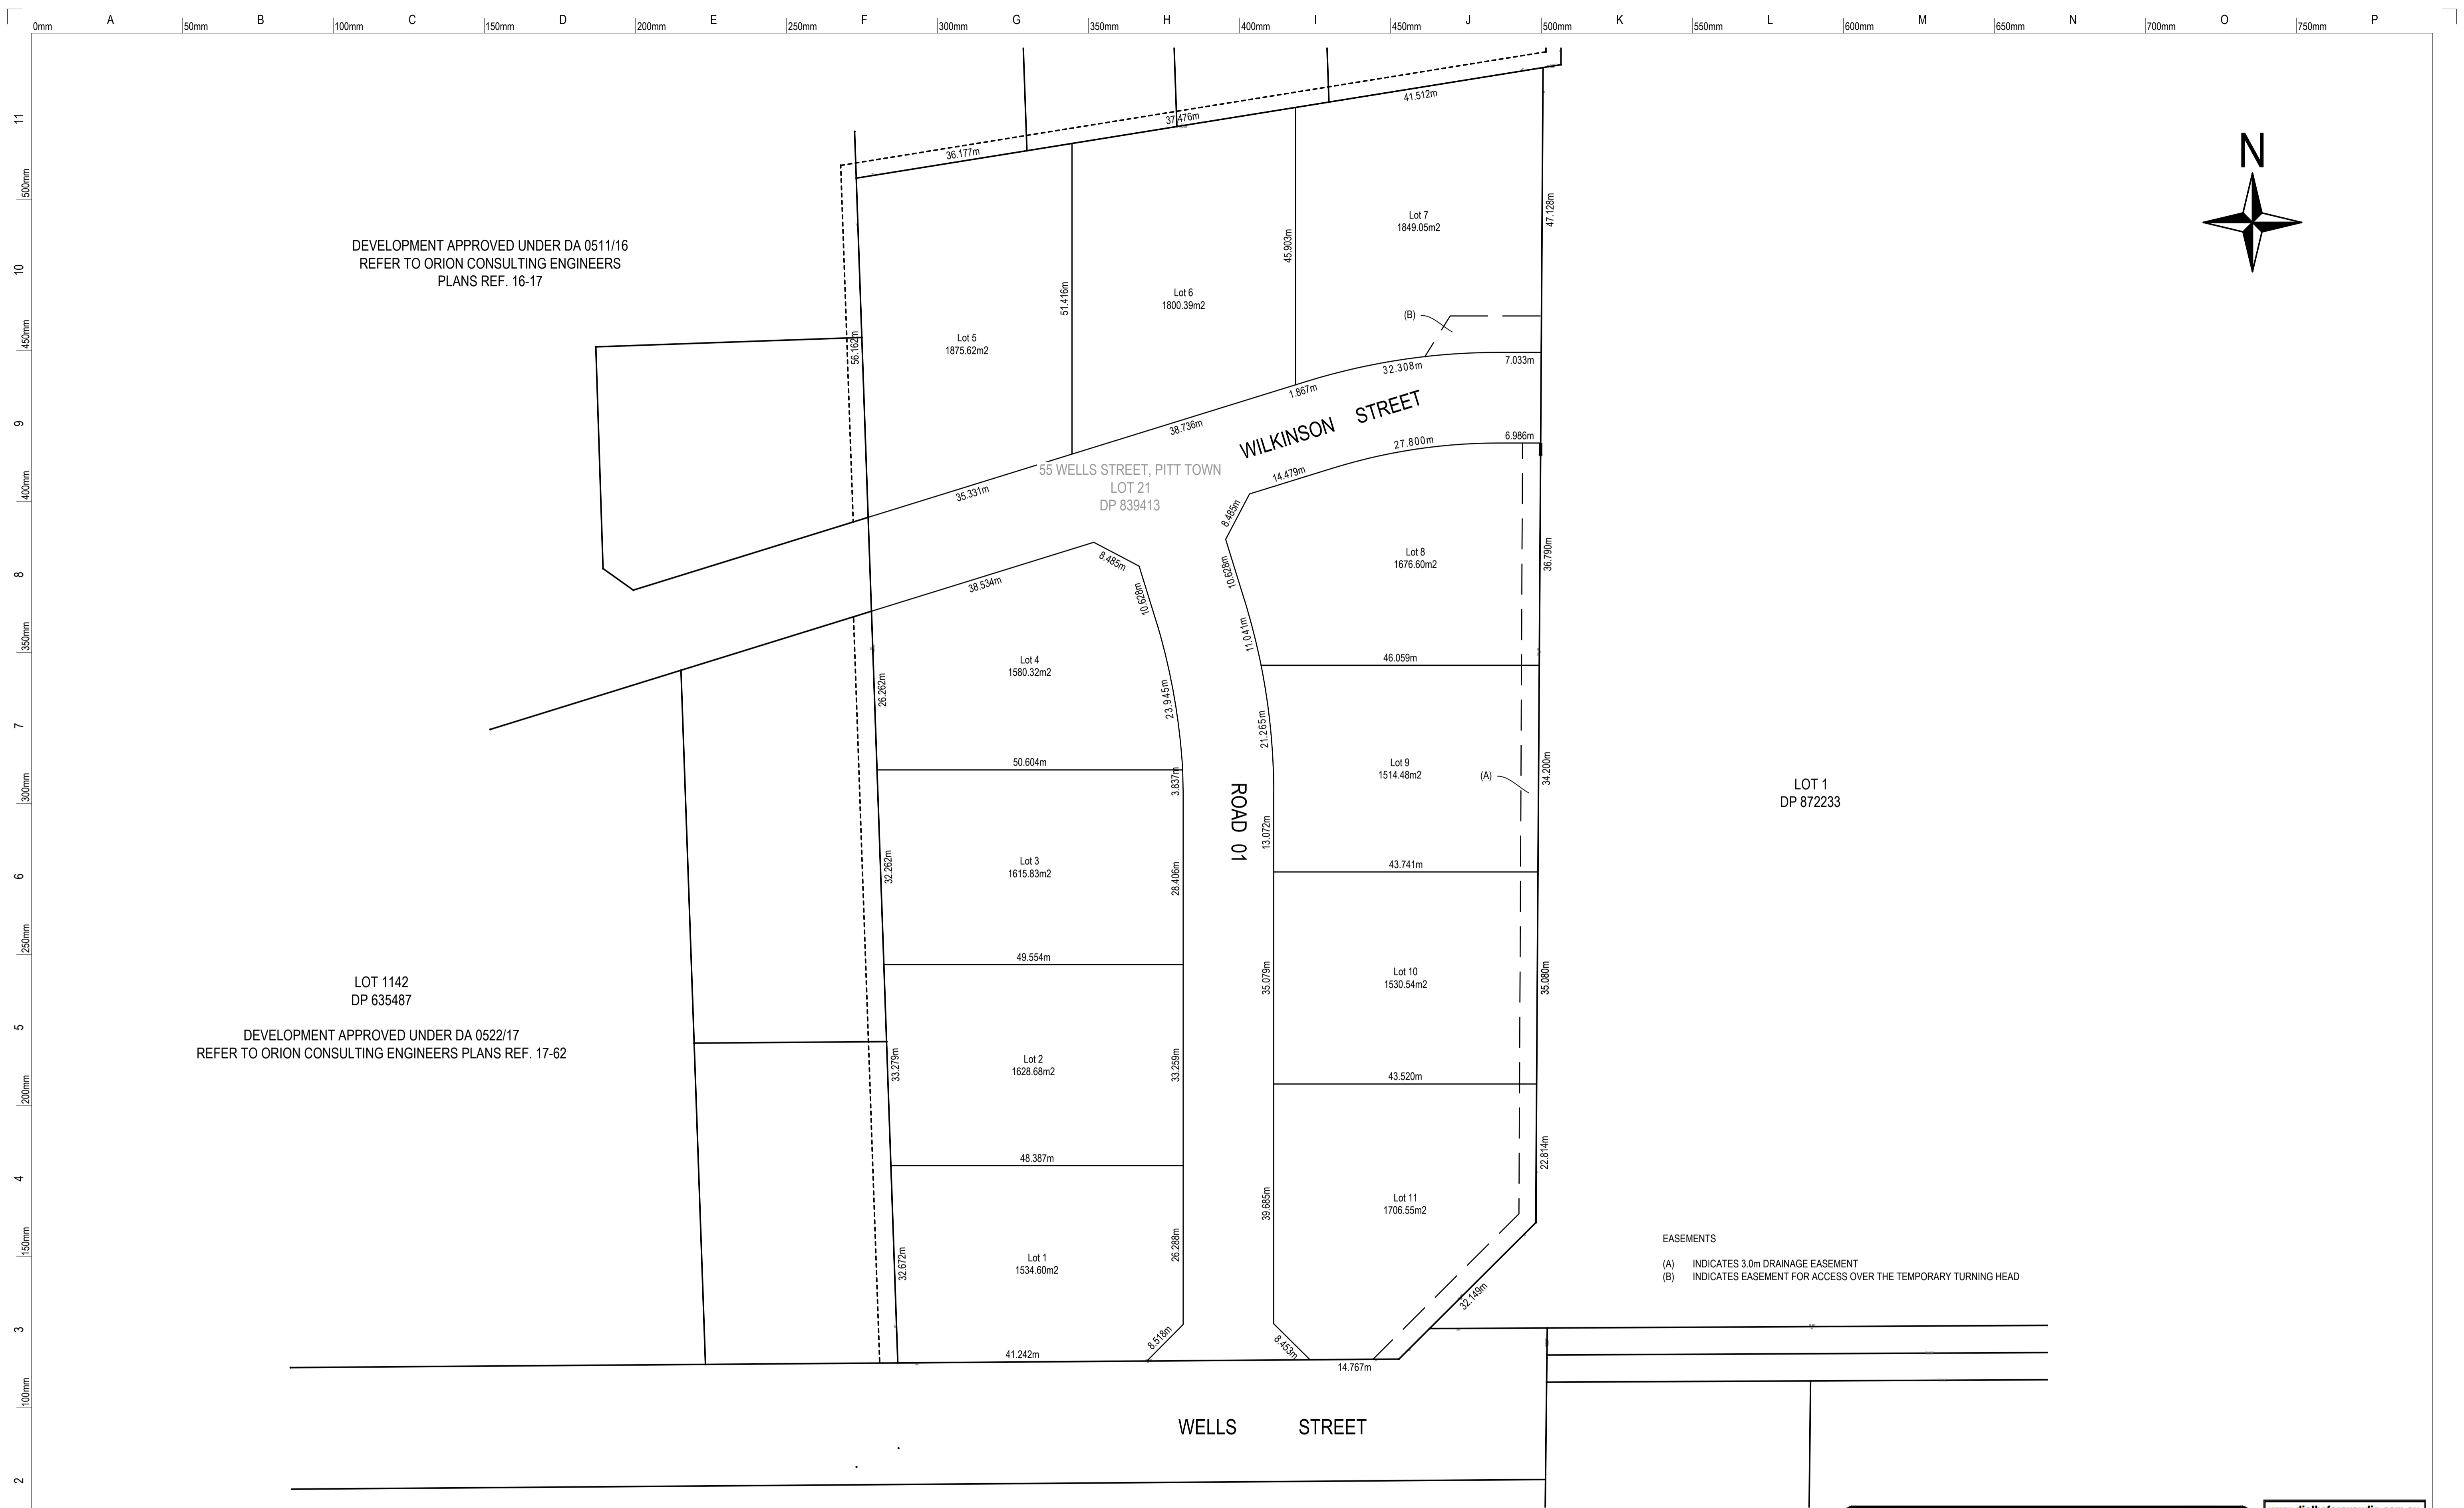 A B C D E F G H I J K L M N O P
0mm 50mm 100mm 150mm 200mm 250mm 300mm 350mm 400mm 450mm 500mm 550mm 600mm 650mm 700mm 750mm
11
500mm
10
450mm
9
400mm
8
350mm
7
300mm
6
250mm
5
200mm
4
150mm
3
100mm
2
N
DEVELOPMENT APPROVED UNDER DA 0511/16
REFER TO ORION CONSULTING ENGINEERS
PLANS REF. 16-17
36.177m
37.476m
41.512m
47.128m
45.903m
51.416m
56.162m
Lot 7
1849.05m2
Lot 6
1800.39m2
Lot 5
1875.62m2
(B)
7.033m
32.308m
1.867m
38.736m
35.331m
WILKINSON STREET
6.986m
27.800m
14.479m
8.485m
55 WELLS STREET, PITT TOWN
LOT 21
DP 839413
38.534m
8.485m
10.628m
10.628m
11.041m
Lot 8
1676.60m2
36.790m
46.059m
Lot 4
1580.32m2
26.262m
23.945m
21.265m
50.604m
3.837m
Lot 9
1514.48m2
(A)
34.200m
ROAD 01
13.072m
43.741m
LOT 1
DP 872233
Lot 3
1615.83m2
32.262m
28.406m
49.554m
Lot 10
1530.54m2
35.079m
35.080m
43.520m
LOT 1142
DP 635487
DEVELOPMENT APPROVED UNDER DA 0522/17
REFER TO ORION CONSULTING ENGINEERS PLANS REF. 17-62
Lot 2
1628.68m2
33.279m
33.259m
48.387m
Lot 11
1706.55m2
39.685m
22.814m
32.149m
Lot 1
1534.60m2
32.672m
26.288m
8.518m
8.453m
41.242m
14.767m
EASEMENTS
(A) INDICATES 3.0m DRAINAGE EASEMENT
(B) INDICATES EASEMENT FOR ACCESS OVER THE TEMPORARY TURNING HEAD
WELLS STREET